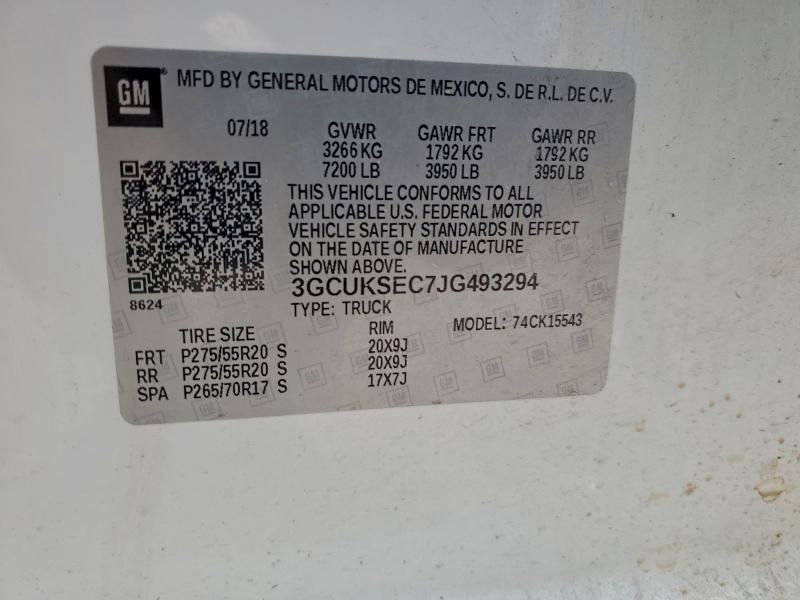 GM MFD BY GENERAL MOTORS DE MEXICO, S. DE R.L. DE C.V.
07/18 GVWR GAWR FRT GAWR RR
3266 KG 1792 KG 1792 KG
7200 LB 3950 LB 3950 LB
THIS VEHICLE CONFORMS TO ALL
APPLICABLE U.S. FEDERAL MOTOR
VEHICLE SAFETY STANDARDS IN EFFECT
ON THE DATE OF MANUFACTURE
SHOWN ABOVE.
3GCUKSEC7JG493294
8624
TYPE: TRUCK
MODEL: 74CK15543
TIRE SIZE RIM
FRT P275/55R20 S 20X9J
RR P275/55R20 S 20X9J
SPA P265/70R17 S 17X7J